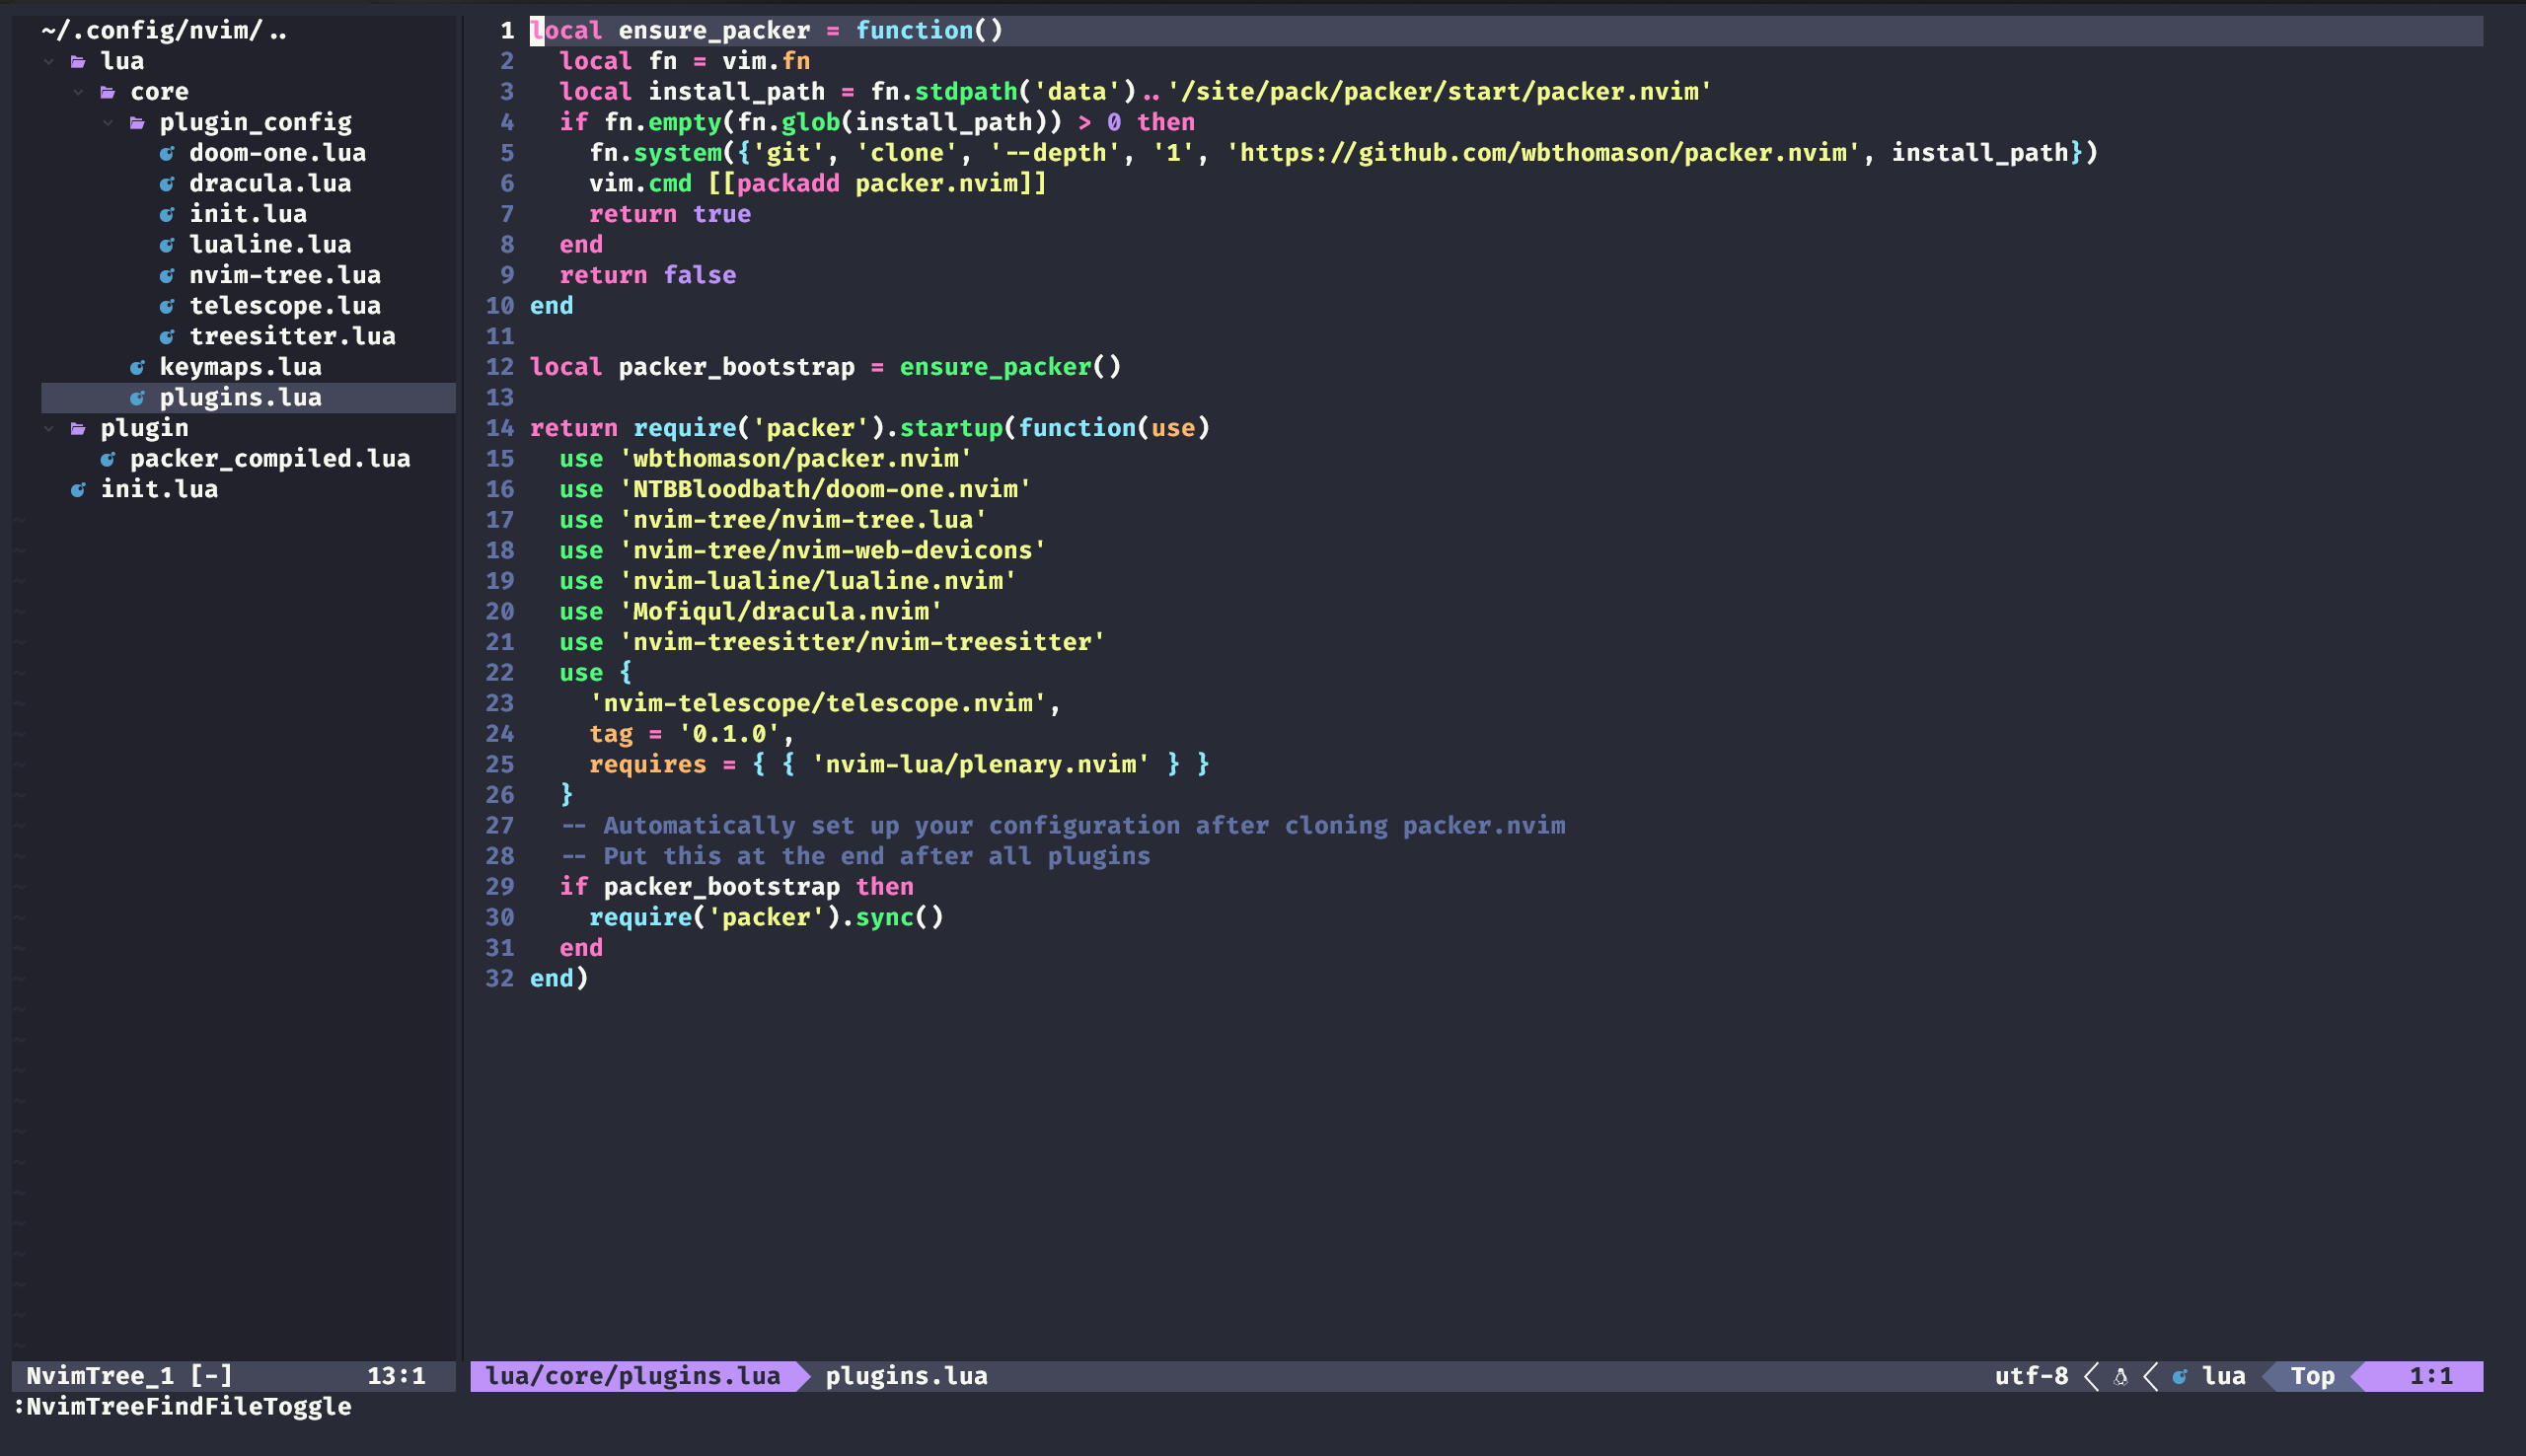 ~/.config/nvim/..
lua
core
plugin_config
doom-one.lua
dracula.lua
init.lua
lualine.lua
nvim-tree.lua
telescope.lua
treesitter.lua
keymaps.lua
plugins.lua
plugin
packer_compiled.lua
init.lua
1 local ensure_packer = function()
2   local fn = vim.fn
3   local install_path = fn.stdpath('data')..'/site/pack/packer/start/packer.nvim'
4   if fn.empty(fn.glob(install_path)) > 0 then
5     fn.system({'git', 'clone', '--depth', '1', 'https://github.com/wbthomason/packer.nvim', install_path})
6     vim.cmd [[packadd packer.nvim]]
7     return true
8   end
9   return false
10 end
11
12 local packer_bootstrap = ensure_packer()
13
14 return require('packer').startup(function(use)
15   use 'wbthomason/packer.nvim'
16   use 'NTBBloodbath/doom-one.nvim'
17   use 'nvim-tree/nvim-tree.lua'
18   use 'nvim-tree/nvim-web-devicons'
19   use 'nvim-lualine/lualine.nvim'
20   use 'Mofiqul/dracula.nvim'
21   use 'nvim-treesitter/nvim-treesitter'
22   use {
23     'nvim-telescope/telescope.nvim',
24     tag = '0.1.0',
25     requires = { { 'nvim-lua/plenary.nvim' } }
26   }
27   -- Automatically set up your configuration after cloning packer.nvim
28   -- Put this at the end after all plugins
29   if packer_bootstrap then
30     require('packer').sync()
31   end
32 end)
NvimTree_1 [-] 13:1
lua/core/plugins.lua plugins.lua utf-8 lua Top 1:1
:NvimTreeFindFileToggle